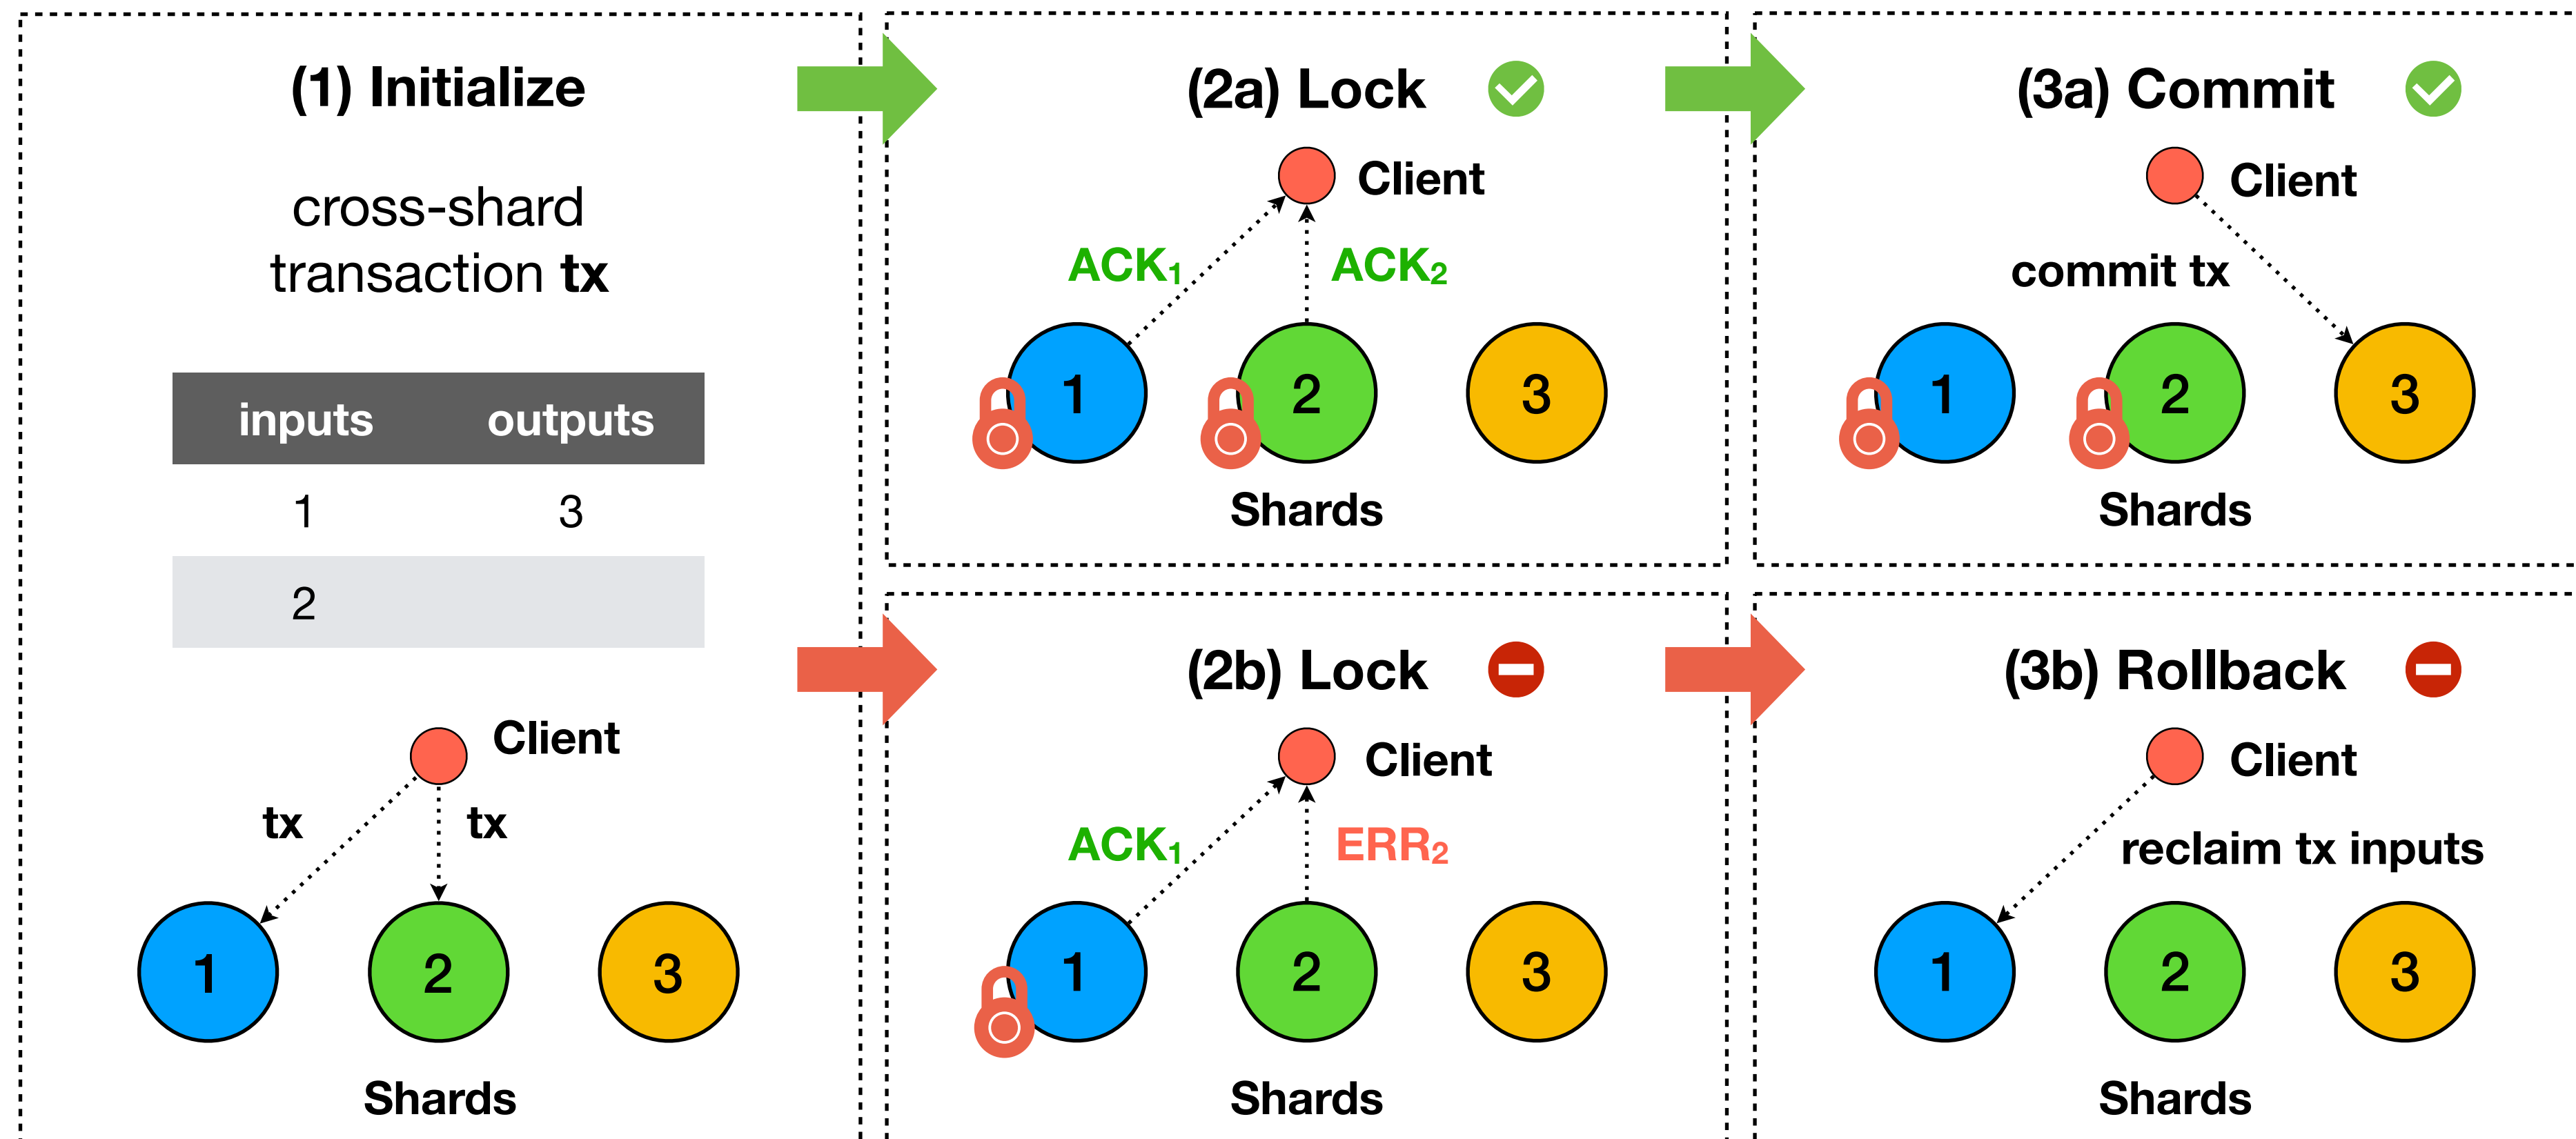 (1) Initialize
cross-shard
transaction tx
inputs outputs
1 3
2
Client
tx tx
1 2 3
Shards
(2a) Lock
Client
ACK₁ ACK₂
1 2 3
Shards
(3a) Commit
Client
commit tx
1 2 3
Shards
(2b) Lock
Client
ACK₁ ERR₂
1 2 3
Shards
(3b) Rollback
Client
reclaim tx inputs
1 2 3
Shards